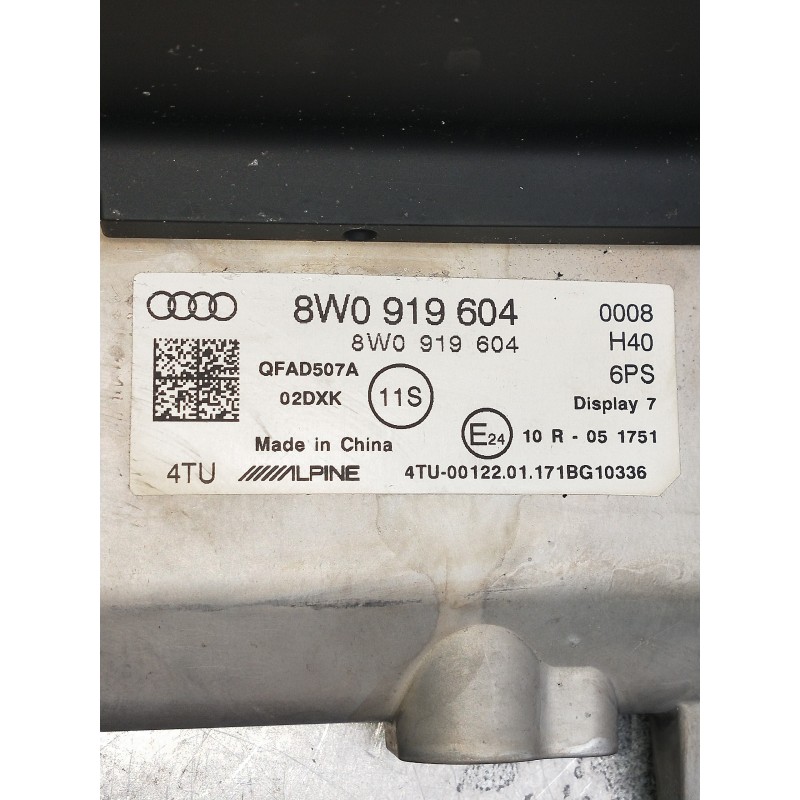 8W0 919 604 0008
8W0 919 604 H40
QFAD507A 6PS
02DXK 11S Display 7
E24 10 R - 05 1751
Made in China
4TU ALPINE 4TU-00122.01.171BG10336